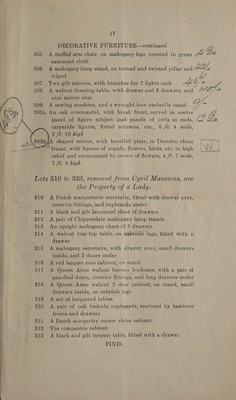 17
DECORATIVE FURNITURE—continued.
305 A stuffed arm chair, on mahogany legs, covered in green
casement cloth
306 A mahogany lamp stand, on turned and twisted pillar and
tripod
307 Two gilt mirrors, with branches for 2 lights each
308 A walnut dressing table, with drawer and 6 drawers, and
oval mirror over
309 A sewing machine, and a wrought iron umbrella stand
309a An oak overmantel, with break front, carved in centre
panel of figure subject and panels of owls at ends,
caryatide figures, fluted columns, etc., 6 ft. 4 wide,
3 ft. 10 high
309b A shaped mirror, with bevelled plate, in Dresden china
frame, with figures of cupids, flowers, birds, etc. in high
relief and surmounted by crown of flowers, 4 ft. 7 wide,
7 ft. 9 high
W
Lots 310 to 323, removed from Cyril Mansions, are
the Property of a Lady.
310 A Dutch marqueterie secretaire, fitted with drawer over,
interior fittings, and cupboards under
311 A black and gilt lacquered chest of drawers
312 A pair of Chippendale mahogany lamp stands
313 An upright mahogany chest of 6 drawers
314 A walnut tray-top table, on cabriole legs, fitted with a
drawer
315 A mahogany secretaire, with drawer over, small drawers
inside, and 2 doors under
316 A red lacquer coin cabinet, on stand
317 A Queen Anne walnut bureau bookcase, with a pair of
panelled doors, interior fittings, and long drawers under
318 A Queen Anne walnut 2 door cabinet, on stand, small
drawers inside, on cabriole legs
319 A set of lacquered tables
320 A pair of oak bedside cupboards, enclosed by tambour
fronts and drawers
321 A Dutch marquetry corner china cabinet
322 The companion cabinet
323 A black and gilt lacquer table, fitted with a drawer
FINIS.